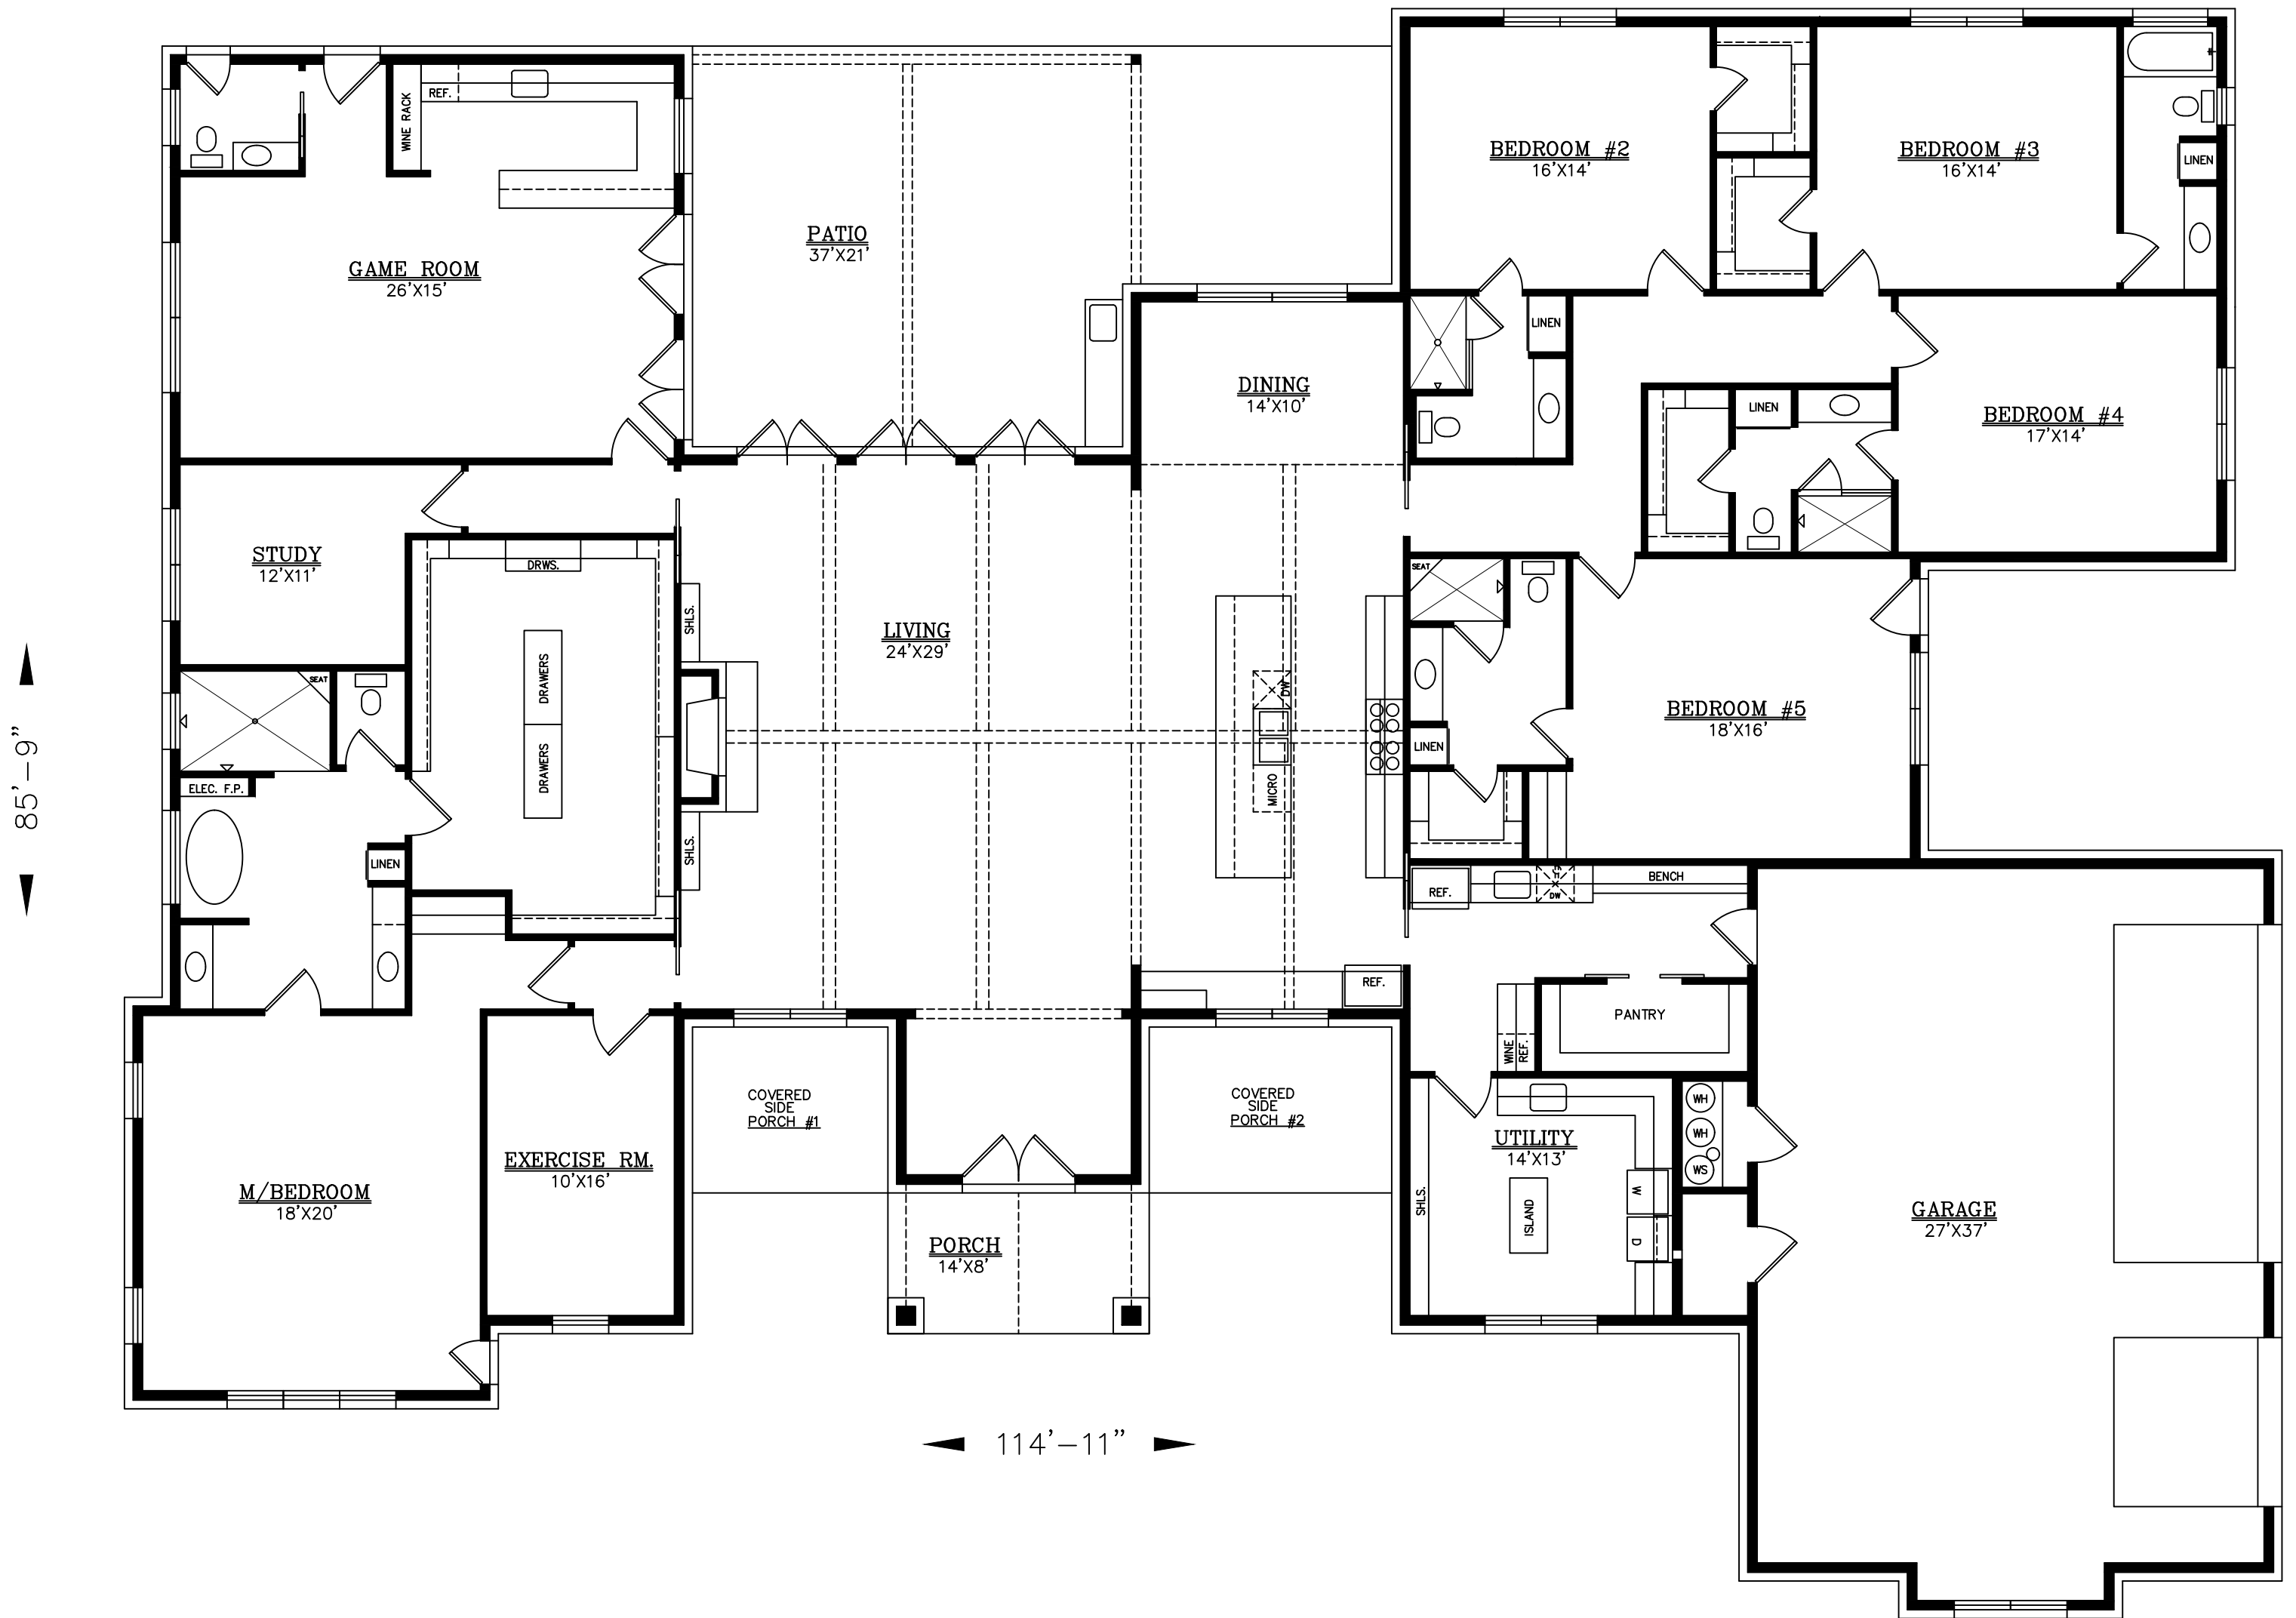 REF.
WINE RACK
BEDROOM #2
16'X14'
BEDROOM #3
16'X14'
LINEN
PATIO
37'X21'
GAME ROOM
26'X15'
LINEN
DINING
14'X10'
LINEN
BEDROOM #4
17'X14'
STUDY
12'X11'
DRWS.
SEAT
SHLS.
LIVING
24'X29'
DRAWERS
DRAWERS
SEAT
DW
MICRO
BEDROOM #5
18'X16'
LINEN
ELEC. F.P.
LINEN
SHLS.
85'-9"
REF.
DW
BENCH
REF.
PANTRY
WINE
REF.
COVERED
SIDE
PORCH #1
COVERED
SIDE
PORCH #2
WH
WH
WS
UTILITY
14'X13'
SHLS.
ISLAND
W
D
EXERCISE RM.
10'X16'
M/BEDROOM
18'X20'
PORCH
14'X8'
GARAGE
27'X37'
114'-11"